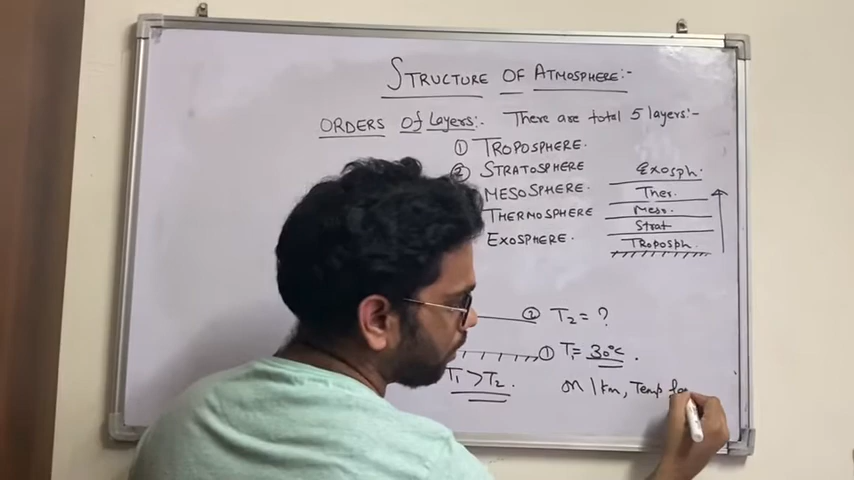 STRUCTURE OF ATMOSPHERE:-
ORDERS Of Layers:- There are total 5 layers:-
① TROPOSPHERE.
② STRATOSPHERE
MESOSPHERE.
THERMOSPHERE
EXOSPHERE.
Exosph.
Ther.
Meso.
Strat
Troposph.
② T₂ = ?
① T= 30°C .
T₁ > T₂ .
on 1 km, Temp